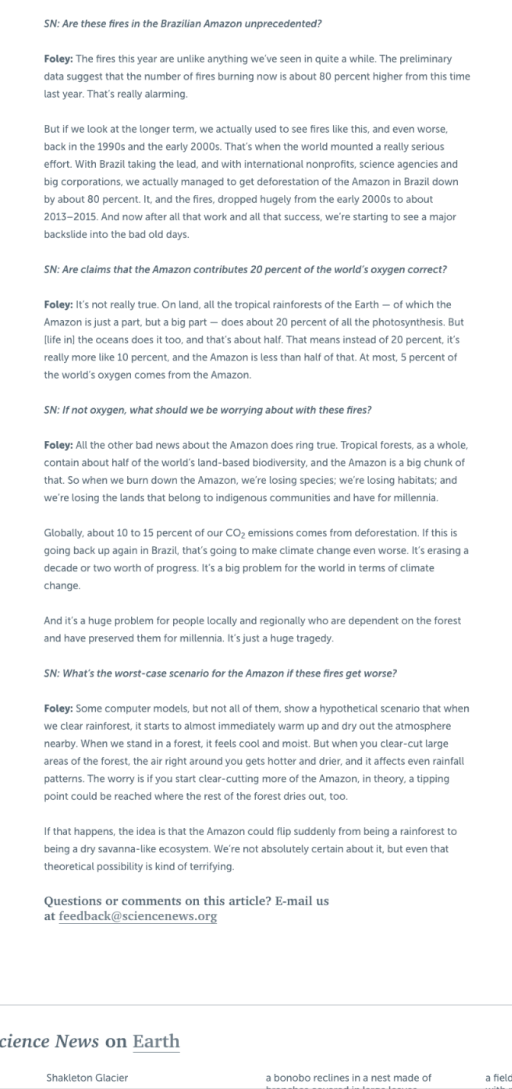 SN: Are these fires in the Brazilian Amazon unprecedented?
Foley: The fires this year are unlike anything we've seen in quite a while. The preliminary
data suggest that the number of fires burning now is about 80 percent higher from this time
last year. That's really alarming.
But if we look at the longer term, we actually used to see fires like this, and even worse,
back in the 1990s and the early 2000s. That's when the world mounted a really serious
effort. With Brazil taking the lead, and with international nonprofits, science agencies and
big corporations, we actually managed to get deforestation of the Amazon in Brazil down
by about 80 percent. It, and the fires, dropped hugely from the early 2000s to about
2013–2015. And now after all that work and all that success, we're starting to see a major
backslide into the bad old days.
SN: Are claims that the Amazon contributes 20 percent of the world's oxygen correct?
Foley: It's not really true. On land, all the tropical rainforests of the Earth — of which the
Amazon is just a part, but a big part — does about 20 percent of all the photosynthesis. But
[life in] the oceans does it too, and that's about half. That means instead of 20 percent, it's
really more like 10 percent, and the Amazon is less than half of that. At most, 5 percent of
the world's oxygen comes from the Amazon.
SN: If not oxygen, what should we be worrying about with these fires?
Foley: All the other bad news about the Amazon does ring true. Tropical forests, as a whole,
contain about half of the world's land-based biodiversity, and the Amazon is a big chunk of
that. So when we burn down the Amazon, we're losing species; we're losing habitats; and
we're losing the lands that belong to indigenous communities and have for millennia.
Globally, about 10 to 15 percent of our CO₂ emissions comes from deforestation. If this is
going back up again in Brazil, that's going to make climate change even worse. It's erasing a
decade or two worth of progress. It's a big problem for the world in terms of climate
change.
And it's a huge problem for people locally and regionally who are dependent on the forest
and have preserved them for millennia. It's just a huge tragedy.
SN: What's the worst-case scenario for the Amazon if these fires get worse?
Foley: Some computer models, but not all of them, show a hypothetical scenario that when
we clear rainforest, it starts to almost immediately warm up and dry out the atmosphere
nearby. When we stand in a forest, it feels cool and moist. But when you clear-cut large
areas of the forest, the air right around you gets hotter and drier, and it affects even rainfall
patterns. The worry is if you start clear-cutting more of the Amazon, in theory, a tipping
point could be reached where the rest of the forest dries out, too.
If that happens, the idea is that the Amazon could flip suddenly from being a rainforest to
being a dry savanna-like ecosystem. We're not absolutely certain about it, but even that
theoretical possibility is kind of terrifying.
Questions or comments on this article? E-mail us
at feedback@sciencenews.org
cience News on Earth
Shakleton Glacier
a bonobo reclines in a nest made of
a field